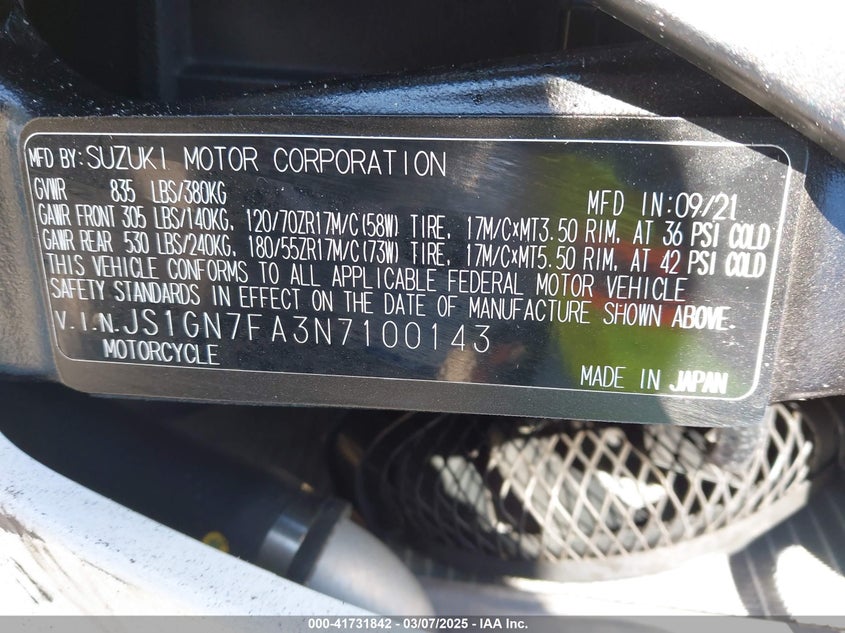 MFD BY:SUZUKI MOTOR CORPORATION
GVWR 835 LBS/380KG MFD IN:09/21
GAWR FRONT 305 LBS/140KG, 120/70ZR17M/C(58W) TIRE, 17M/C×MT3.50 RIM, AT 36 PSI COLD
GAWR REAR 530 LBS/240KG, 180/55ZR17M/C(73W) TIRE, 17M/C×MT5.50 RIM, AT 42 PSI COLD
THIS VEHICLE CONFORMS TO ALL APPLICABLE FEDERAL MOTOR VEHICLE
SAFETY STANDARDS IN EFFECT ON THE DATE OF MANUFACTURE SHOWN ABOVE.
V.I.N.JS1GN7FA3N7100143
MOTORCYCLE
MADE IN JAPAN
000-41731842 - 03/07/2025 - © IAA Inc.